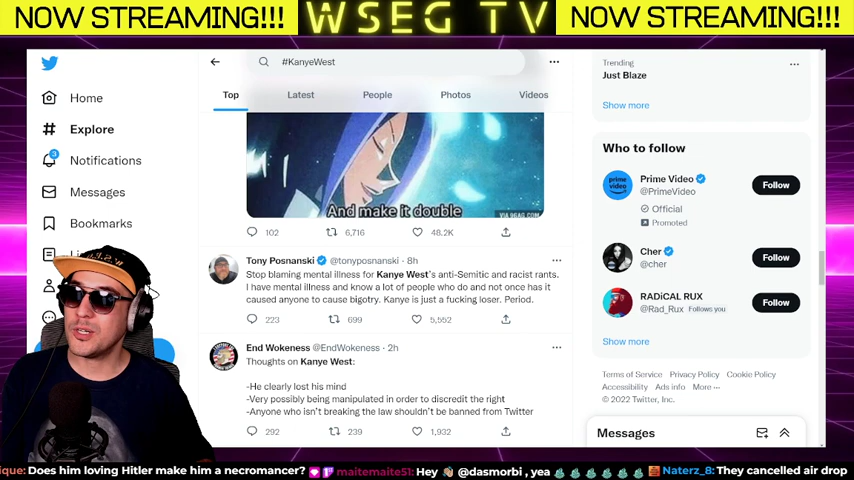 NOW STREAMING!!!
WSEG TV
NOW STREAMING!!!
#KanyeWest
Top
Latest
People
Photos
Videos
Home
Explore
3
Notifications
Messages
Bookmarks
And make it double
VIA 9GAG.COM
102
6,716
48.2K
Tony Posnanski @tonyposnanski · 8h
Stop blaming mental illness for Kanye West's anti-Semitic and racist rants.
I have mental illness and know a lot of people who do and not once has it
caused anyone to cause bigotry. Kanye is just a fucking loser. Period.
223
699
5,552
End Wokeness @EndWokeness · 2h
Thoughts on Kanye West:
-He clearly lost his mind
-Very possibly being manipulated in order to discredit the right
-Anyone who isn't breaking the law shouldn't be banned from Twitter
292
239
1,932
Trending
Just Blaze
Show more
Who to follow
prime video
Prime Video
@PrimeVideo
Official
Promoted
Follow
Cher
@cher
Follow
RADiCAL RUX
@Rad_Rux Follows you
Follow
Show more
Terms of Service Privacy Policy Cookie Policy
Accessibility Ads info More ···
© 2022 Twitter, Inc.
Messages
ique: Does him loving Hitler make him a necromancer? maitemaite51: Hey @dasmorbi , yea Naterz_8: They cancelled air drop